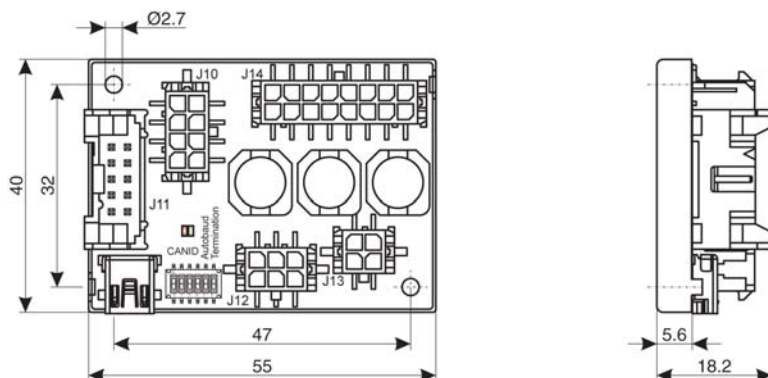 Ø2.7
J10
J14
40
32
J11
CANID
Autobaud
Termination
J12
J13
47
55
5.6
18.2